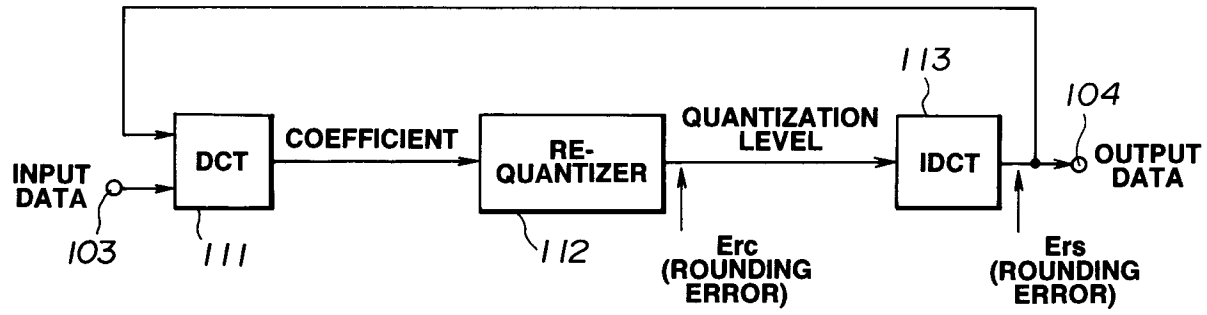 INPUT
DATA
103
DCT
111
COEFFICIENT
RE-
QUANTIZER
112
QUANTIZATION
LEVEL
Erc
(ROUNDING
ERROR)
113
IDCT
Ers
(ROUNDING
ERROR)
104
OUTPUT
DATA